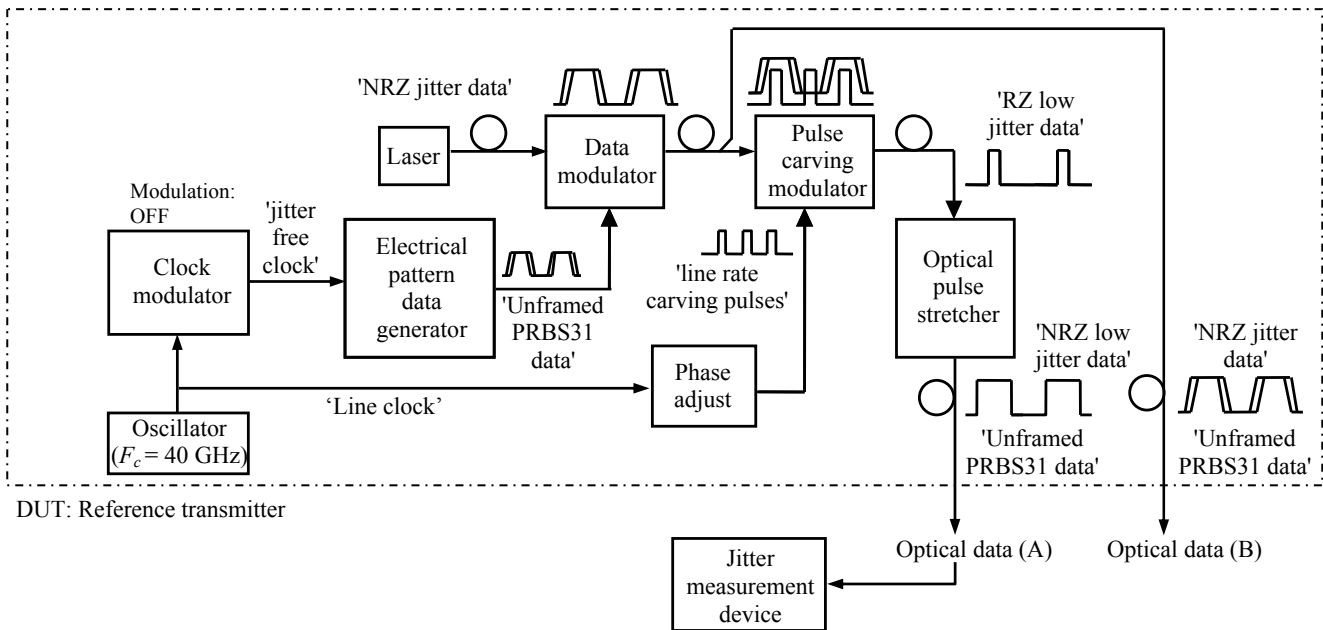 'NRZ jitter data'
'RZ low
jitter data'
Laser
Data
modulator
Pulse
carving
modulator
Modulation:
OFF
'jitter
free
clock'
Clock
modulator
Electrical
pattern
data
generator
'Unframed
PRBS31
data'
'line rate
carving pulses'
Optical
pulse
stretcher
'NRZ low
jitter data'
'NRZ jitter
data'
Phase
adjust
‘Line clock’
Oscillator
(Fc = 40 GHz)
'Unframed
PRBS31 data'
'Unframed
PRBS31 data'
DUT: Reference transmitter
Optical data (A)
Optical data (B)
Jitter
measurement
device